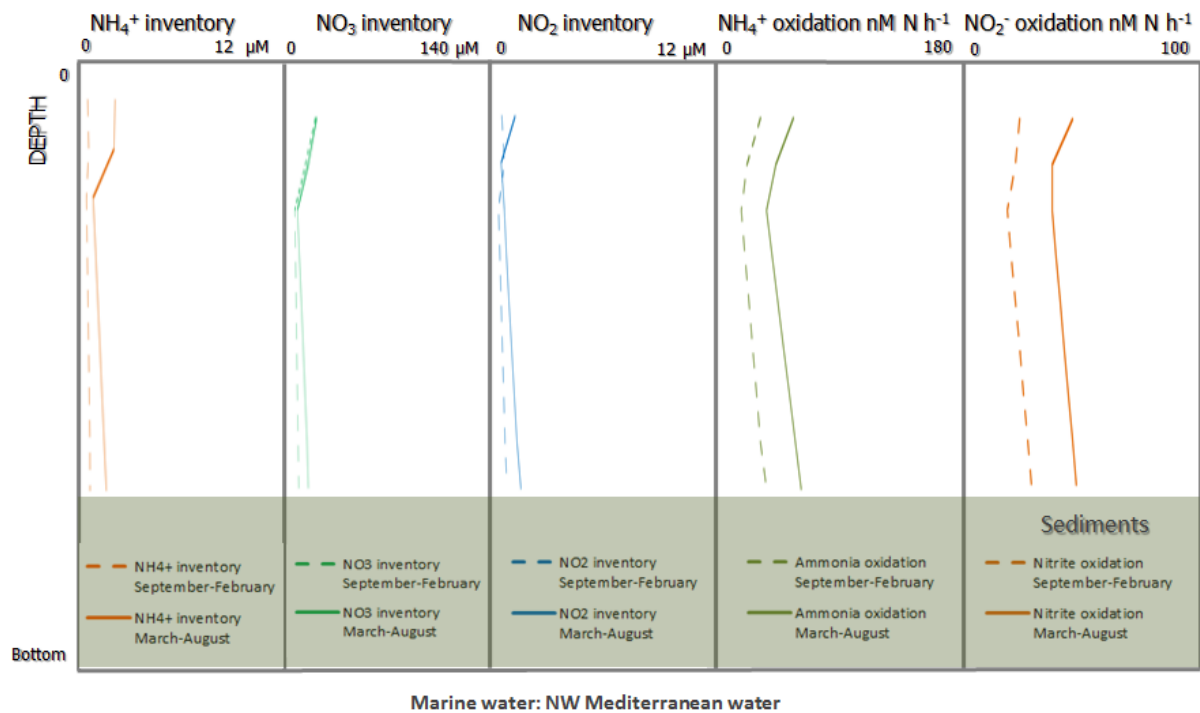 NH₄⁺ inventory
0 12 µM
NO₃ inventory
0 140 µM
NO₂ inventory
0 12 µM
NH₄⁺ oxidation nM N h⁻¹
0 180
NO₂⁻ oxidation nM N h⁻¹
0 100
0
DEPTH
Bottom
Sediments
NH4+ inventory
September-February
NH4+ inventory
March-August
NO3 inventory
September-February
NO3 inventory
March-August
NO2 inventory
September-February
NO2 inventory
March-August
Ammonia oxidation
September-February
Ammonia oxidation
March-August
Nitrite oxidation
September-February
Nitrite oxidation
March-August
Marine water: NW Mediterranean water